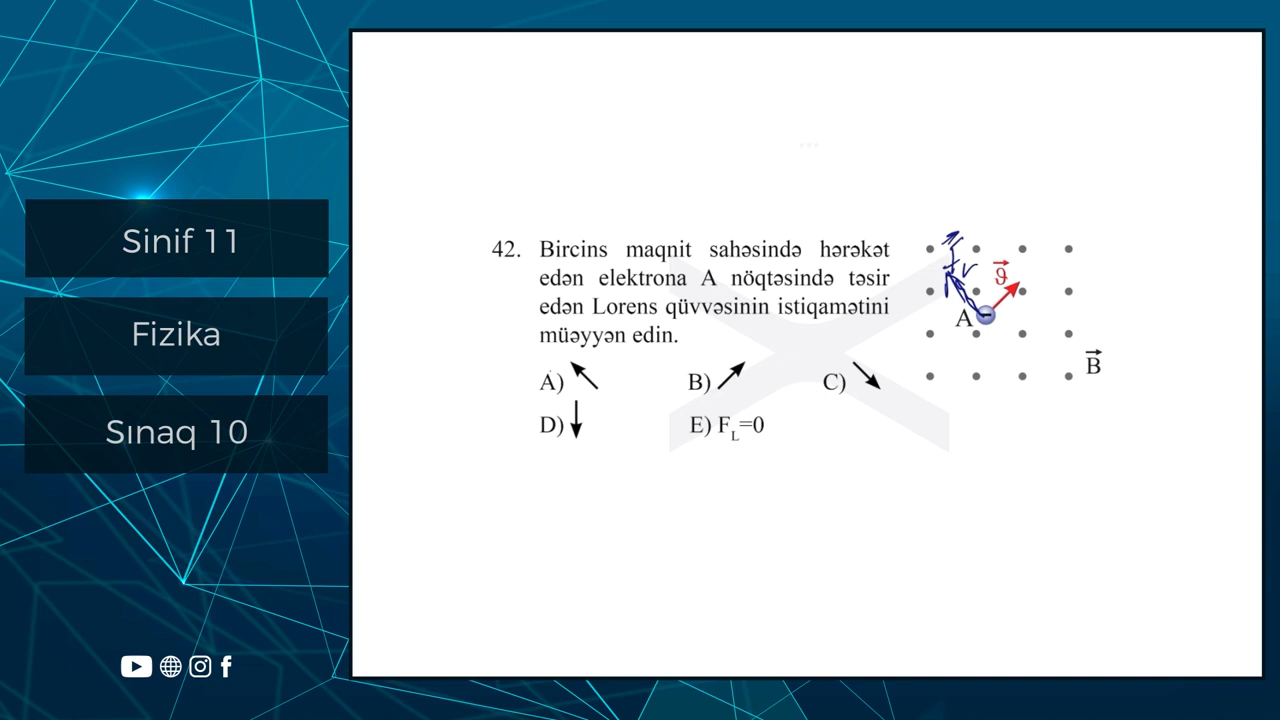 Sinif 11
Fizika
Sınaq 10
42. Bircins maqnit sahəsində hərəkət
edən elektrona A nöqtəsində təsir
edən Lorens qüvvəsinin istiqamətini
müəyyən edin.
A) B) C)
D) E) F_L=0
ϑ
A
B